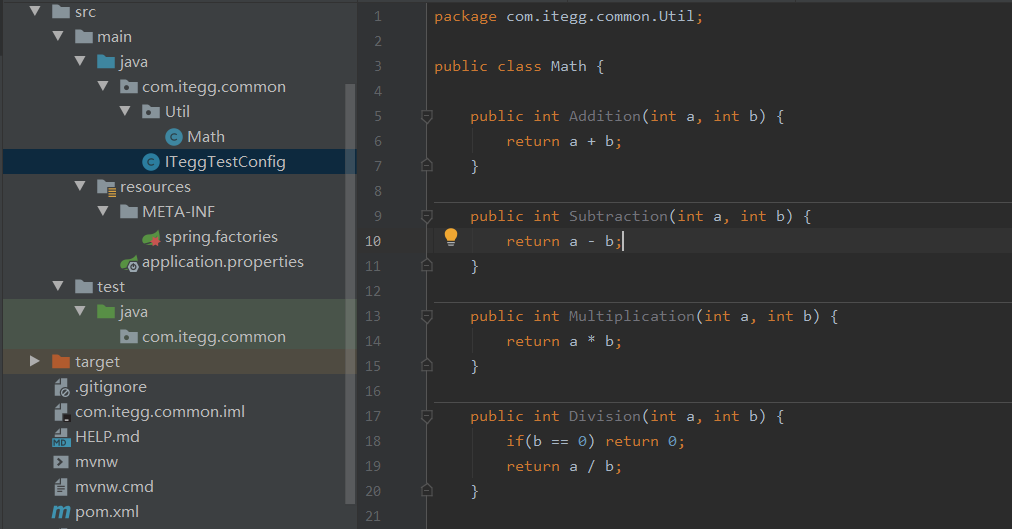 src
main
java
com.itegg.common
Util
Math
ITeggTestConfig
resources
META-INF
spring.factories
application.properties
test
java
com.itegg.common
target
.gitignore
com.itegg.common.iml
HELP.md
mvnw
mvnw.cmd
pom.xml
1 package com.itegg.common.Util;
2
3 public class Math {
4
5 public int Addition(int a, int b) {
6 return a + b;
7 }
8
9 public int Subtraction(int a, int b) {
10 return a - b;
11 }
12
13 public int Multiplication(int a, int b) {
14 return a * b;
15 }
16
17 public int Division(int a, int b) {
18 if(b == 0) return 0;
19 return a / b;
20 }
21